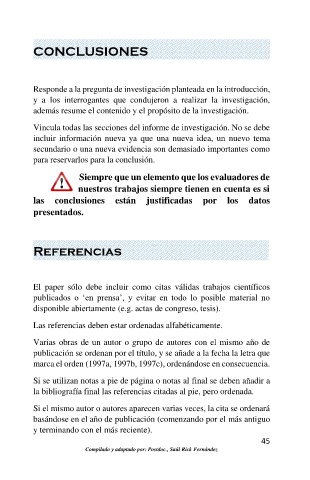 CONCLUSIONES
Responde a la pregunta de investigación planteada en la introducción,
y a los interrogantes que condujeron a realizar la investigación,
además resume el contenido y el propósito de la investigación.
Vincula todas las secciones del informe de investigación. No se debe
incluir información nueva ya que una nueva idea, un nuevo tema
secundario o una nueva evidencia son demasiado importantes como
para reservarlos para la conclusión.
Siempre que un elemento que los evaluadores de
nuestros trabajos siempre tienen en cuenta es si
las conclusiones están justificadas por los datos
presentados.
REFERENCIAS
El paper sólo debe incluir como citas válidas trabajos científicos
publicados o ‘en prensa’, y evitar en todo lo posible material no
disponible abiertamente (e.g. actas de congreso, tesis).
Las referencias deben estar ordenadas alfabéticamente.
Varias obras de un autor o grupo de autores con el mismo año de
publicación se ordenan por el título, y se añade a la fecha la letra que
marca el orden (1997a, 1997b, 1997c), ordenándose en consecuencia.
Si se utilizan notas a pie de página o notas al final se deben añadir a
la bibliografía final las referencias citadas al pie, pero ordenada.
Si el mismo autor o autores aparecen varias veces, la cita se ordenará
basándose en el año de publicación (comenzando por el más antiguo
y terminando con el más reciente).
45
Compilado y adaptado por: Postdoc., Saúl Rick Fernández